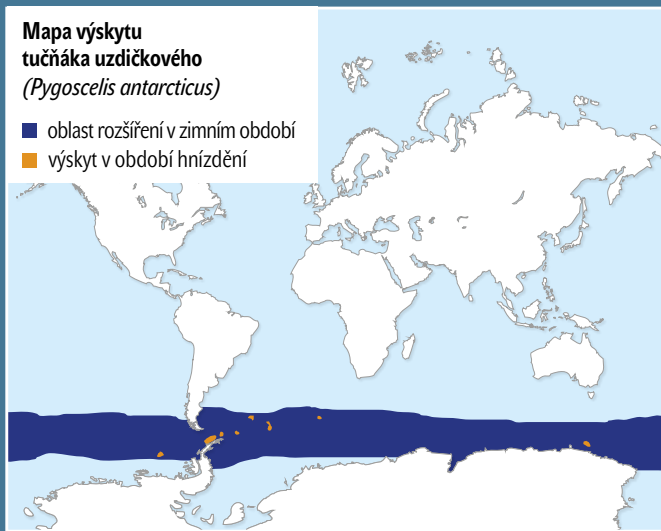 Mapa výskytu
tučňáka uzdičkového
(Pygoscelis antarcticus)
oblast rozšíření v zimním období
výskyt v období hnízdění